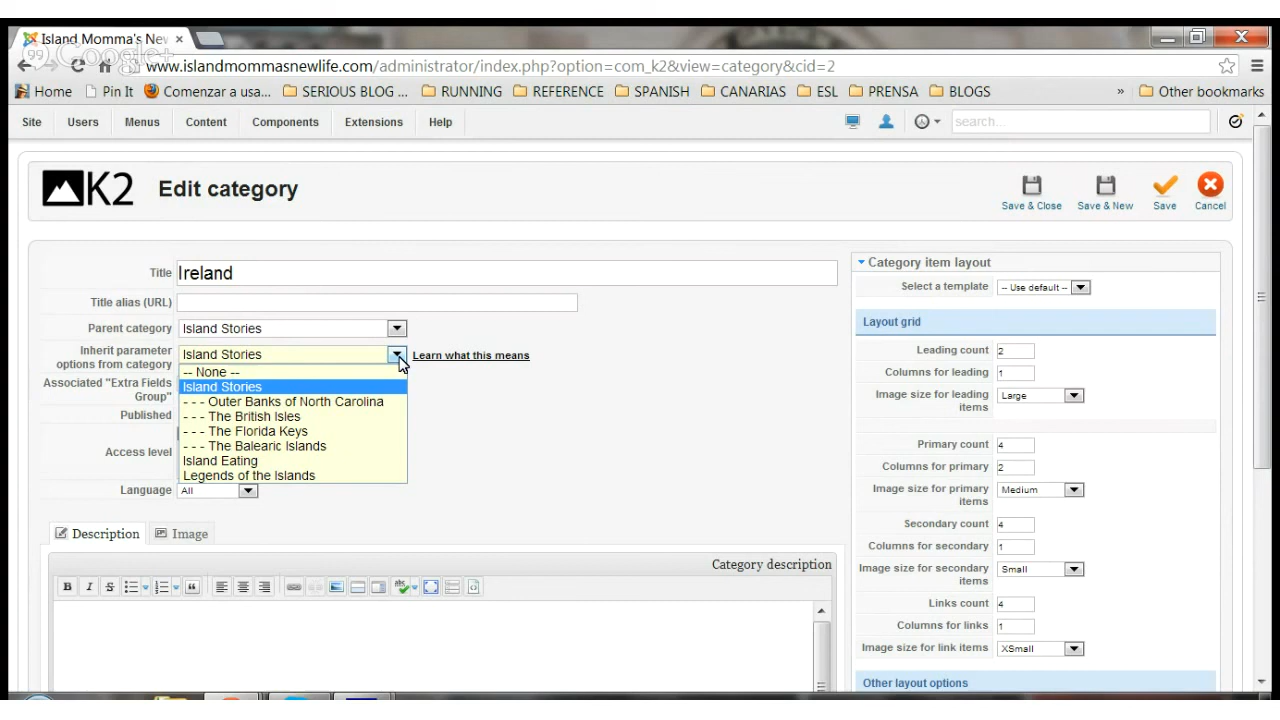 Island Momma's Nev ×
99 Google+
www.islandmommasnewlife.com/administrator/index.php?option=com_k2&view=category&cid=2
Home Pin It Comenzar a usa... SERIOUS BLOG ... RUNNING REFERENCE SPANISH CANARIAS ESL PRENSA BLOGS » Other bookmarks
Site Users Menus Content Components Extensions Help search...
K2 Edit category
Save & Close Save & New Save Cancel
Title Ireland
Title alias (URL)
Parent category Island Stories
Inherit parameter options from category Island Stories Learn what this means
-- None --
Island Stories
- - - Outer Banks of North Carolina
- - - The British Isles
- - - The Florida Keys
- - - The Balearic Islands
Island Eating
Legends of the Islands
Associated "Extra Fields Group"
Published
Access level
Language All
Description Image
Category description
B I S
abc
Category item layout
Select a template -- Use default --
Layout grid
Leading count 2
Columns for leading 1
Image size for leading items Large
Primary count 4
Columns for primary 2
Image size for primary items Medium
Secondary count 4
Columns for secondary 1
Image size for secondary items Small
Links count 4
Columns for links 1
Image size for link items XSmall
Other layout options